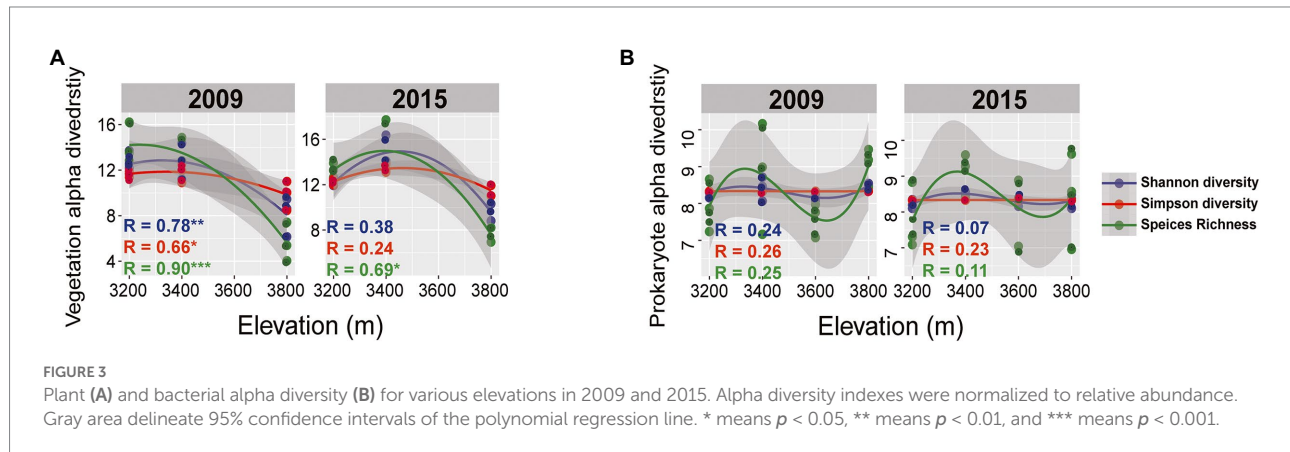 A
B
Vegetation alpha divedrstiy
2009
2015
16
12
8
4
16
12
8
R = 0.78**
R = 0.66*
R = 0.90***
R = 0.38
R = 0.24
R = 0.69*
3200 3400 3600 3800
3200 3400 3600 3800
Elevation (m)
Prokaryote alpha divedrstiy
2009
2015
10
9
8
7
10
9
8
7
R = 0.24
R = 0.26
R = 0.25
R = 0.07
R = 0.23
R = 0.11
3200 3400 3600 3800
3200 3400 3600 3800
Elevation (m)
Shannon diversity
Simpson diversity
Speices Richness
FIGURE 3
Plant (A) and bacterial alpha diversity (B) for various elevations in 2009 and 2015. Alpha diversity indexes were normalized to relative abundance.
Gray area delineate 95% confidence intervals of the polynomial regression line. * means p < 0.05, ** means p < 0.01, and *** means p < 0.001.